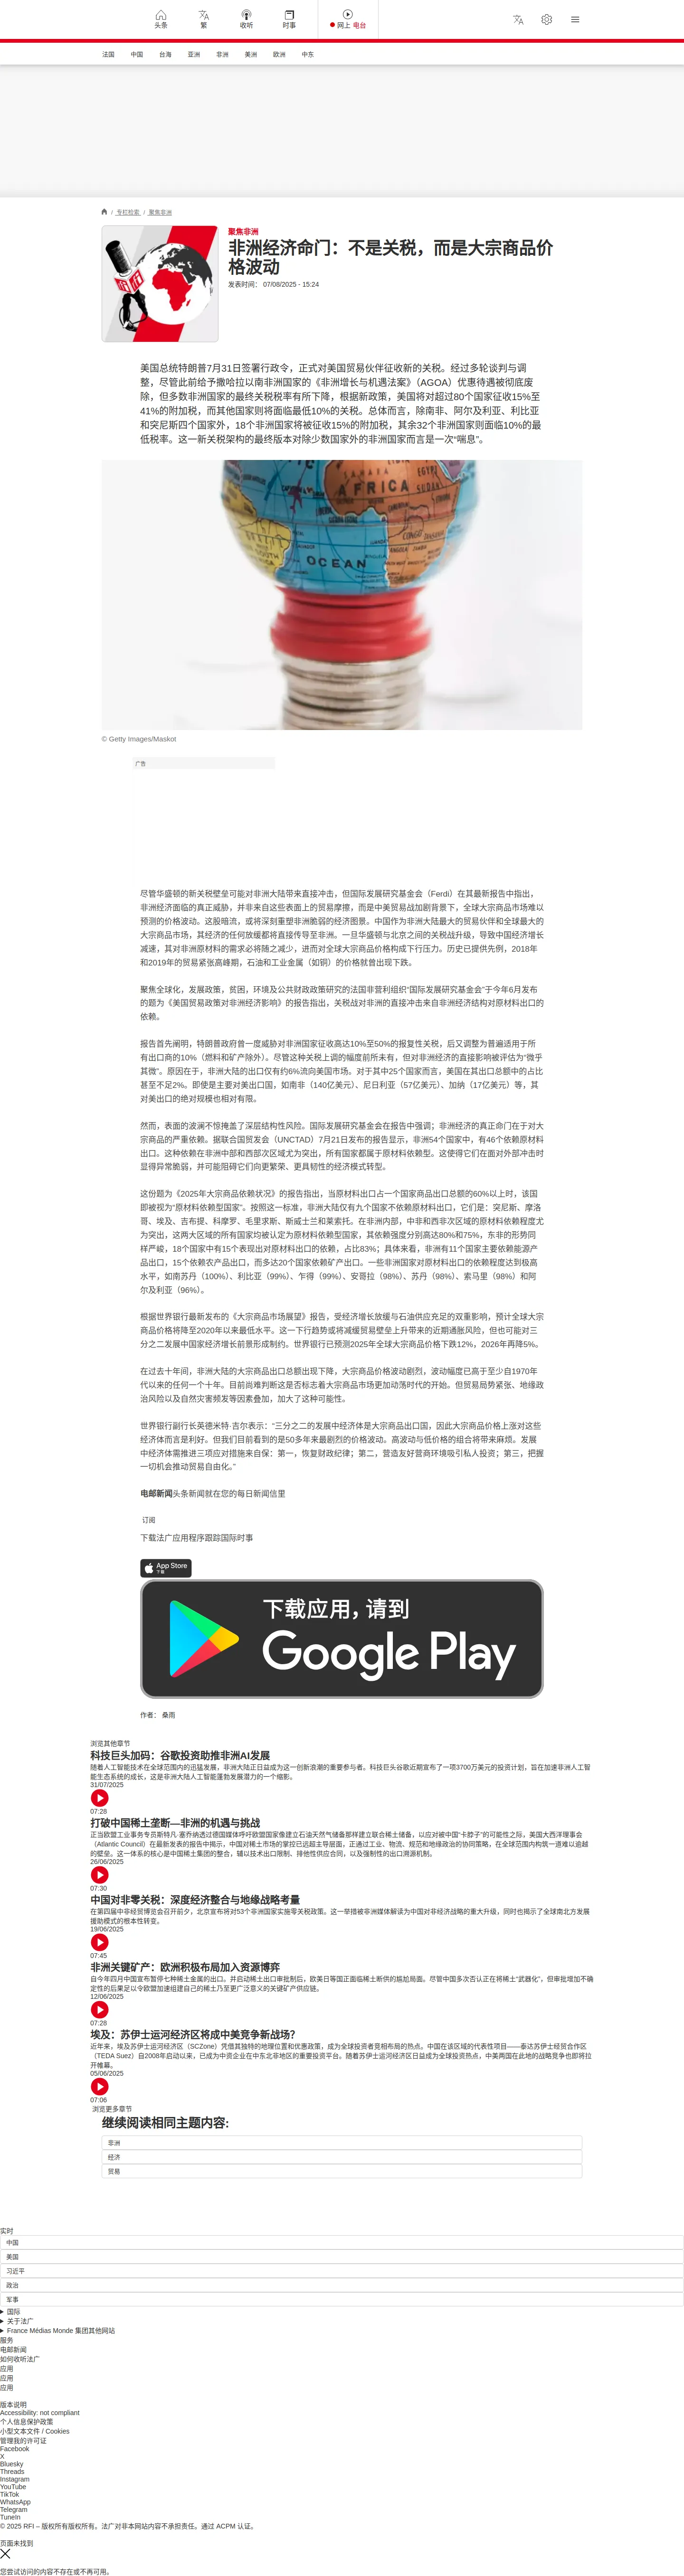 头条
繁
收听
时事
网上 电台
法国
中国
台海
亚洲
非洲
美洲
欧洲
中东
/ 专栏检索 / 聚焦非洲
聚焦非洲
非洲经济命门：不是关税，而是大宗商品价
格波动
发表时间： 07/08/2025 - 15:24
美国总统特朗普7月31日签署行政令，正式对美国贸易伙伴征收新的关税。经过多轮谈判与调
整，尽管此前给予撒哈拉以南非洲国家的《非洲增长与机遇法案》（AGOA）优惠待遇被彻底废
除，但多数非洲国家的最终关税税率有所下降，根据新政策，美国将对超过80个国家征收15%至
41%的附加税，而其他国家则将面临最低10%的关税。总体而言，除南非、阿尔及利亚、利比亚
和突尼斯四个国家外，18个非洲国家将被征收15%的附加税，其余32个非洲国家则面临10%的最
低税率。这一新关税架构的最终版本对除少数国家外的非洲国家而言是一次“喘息”。
AFRICA
OCEAN
© Getty Images/Maskot
广告
尽管华盛顿的新关税壁垒可能对非洲大陆带来直接冲击，但国际发展研究基金会（Ferdi）在其最新报告中指出，
非洲经济面临的真正威胁，并非来自这些表面上的贸易摩擦，而是中美贸易战加剧背景下，全球大宗商品市场难以
预测的价格波动。这股暗流，或将深刻重塑非洲脆弱的经济图景。中国作为非洲大陆最大的贸易伙伴和全球最大的
大宗商品市场，其经济的任何放缓都将直接传导至非洲。一旦华盛顿与北京之间的关税战升级，导致中国经济增长
减速，其对非洲原材料的需求必将随之减少，进而对全球大宗商品价格构成下行压力。历史已提供先例，2018年
和2019年的贸易紧张高峰期，石油和工业金属（如铜）的价格就曾出现下跌。
聚焦全球化，发展政策，贫困，环境及公共财政政策研究的法国非营利组织“国际发展研究基金会”于今年6月发布
的题为《美国贸易政策对非洲经济影响》的报告指出，关税战对非洲的直接冲击来自非洲经济结构对原材料出口的
依赖。
报告首先阐明，特朗普政府曾一度威胁对非洲国家征收高达10%至50%的报复性关税，后又调整为普遍适用于所
有出口商的10%（燃料和矿产除外）。尽管这种关税上调的幅度前所未有，但对非洲经济的直接影响被评估为“微乎
其微”。原因在于，非洲大陆的出口仅有约6%流向美国市场。对于其中25个国家而言，美国在其出口总额中的占比
甚至不足2%。即使是主要对美出口国，如南非（140亿美元）、尼日利亚（57亿美元）、加纳（17亿美元）等，其
对美出口的绝对规模也相对有限。
然而，表面的波澜不惊掩盖了深层结构性风险。国际发展研究基金会在报告中强调；非洲经济的真正命门在于对大
宗商品的严重依赖。据联合国贸发会（UNCTAD）7月21日发布的报告显示，非洲54个国家中，有46个依赖原材料
出口。这种依赖在非洲中部和西部次区域尤为突出，所有国家都属于原材料依赖型。这使得它们在面对外部冲击时
显得异常脆弱，并可能阻碍它们向更繁荣、更具韧性的经济模式转型。
这份题为《2025年大宗商品依赖状况》的报告指出，当原材料出口占一个国家商品出口总额的60%以上时，该国
即被视为“原材料依赖型国家”。按照这一标准，非洲大陆仅有九个国家不依赖原材料出口，它们是：突尼斯、摩洛
哥、埃及、吉布提、科摩罗、毛里求斯、斯威士兰和莱索托。在非洲内部，中非和西非次区域的原材料依赖程度尤
为突出，这两大区域的所有国家均被认定为原材料依赖型国家，其依赖强度分别高达80%和75%，东非的形势同
样严峻，18个国家中有15个表现出对原材料出口的依赖，占比83%；具体来看，非洲有11个国家主要依赖能源产
品出口，15个依赖农产品出口，而多达20个国家依赖矿产出口。一些非洲国家对原材料出口的依赖程度达到极高
水平，如南苏丹（100%）、利比亚（99%）、乍得（99%）、安哥拉（98%）、苏丹（98%）、索马里（98%）和阿
尔及利亚（96%）。
根据世界银行最新发布的《大宗商品市场展望》报告，受经济增长放缓与石油供应充足的双重影响，预计全球大宗
商品价格将降至2020年以来最低水平。这一下行趋势或将减缓贸易壁垒上升带来的近期通胀风险，但也可能对三
分之二发展中国家经济增长前景形成制约。世界银行已预测2025年全球大宗商品价格下跌12%，2026年再降5%。
在过去十年间，非洲大陆的大宗商品出口总额出现下降，大宗商品价格波动剧烈，波动幅度已高于至少自1970年
代以来的任何一个十年。目前尚难判断这是否标志着大宗商品市场更加动荡时代的开始。但贸易局势紧张、地缘政
治风险以及自然灾害频发等因素叠加，加大了这种可能性。
世界银行副行长英德米特·吉尔表示：“三分之二的发展中经济体是大宗商品出口国，因此大宗商品价格上涨对这些
经济体而言是利好。但我们目前看到的是50多年来最剧烈的价格波动。高波动与低价格的组合将带来麻烦。发展
中经济体需推进三项应对措施来自保：第一，恢复财政纪律；第二，营造友好营商环境吸引私人投资；第三，把握
一切机会推动贸易自由化。”
电邮新闻头条新闻就在您的每日新闻信里
订阅
下载法广应用程序跟踪国际时事
App Store
下载
下载应用，请到
Google Play
作者： 桑雨
浏览其他章节
科技巨头加码：谷歌投资助推非洲AI发展
随着人工智能技术在全球范围内的迅猛发展，非洲大陆正日益成为这一创新浪潮的重要参与者。科技巨头谷歌近期宣布了一项3700万美元的投资计划，旨在加速非洲人工智
能生态系统的成长，这是非洲大陆人工智能蓬勃发展潜力的一个缩影。
31/07/2025
07:28
打破中国稀土垄断—非洲的机遇与挑战
正当欧盟工业事务专员斯特凡·塞乔纳透过德国媒体呼吁欧盟国家像建立石油天然气储备那样建立联合稀土储备，以应对被中国“卡脖子”的可能性之际，美国大西洋理事会
（Atlantic Council）在最新发表的报告中揭示，中国对稀土市场的掌控已远超主导层面，正通过工业、物流、规范和地缘政治的协同策略，在全球范围内构筑一道难以逾越
的壁垒。这一体系的核心是中国稀土集团的整合，辅以技术出口限制、排他性供应合同，以及强制性的出口溯源机制。
26/06/2025
07:30
中国对非零关税：深度经济整合与地缘战略考量
在第四届中非经贸博览会召开前夕，北京宣布将对53个非洲国家实施零关税政策。这一举措被非洲媒体解读为中国对非经济战略的重大升级，同时也揭示了全球南北方发展
援助模式的根本性转变。
19/06/2025
07:45
非洲关键矿产：欧洲积极布局加入资源博弈
自今年四月中国宣布暂停七种稀土金属的出口。并启动稀土出口审批制后，欧美日等国正面临稀土断供的尴尬局面。尽管中国多次否认正在将稀土“武器化”，但审批增加不确
定性的后果足以令欧盟加速组建自己的稀土乃至更广泛意义的关键矿产供应链。
12/06/2025
07:28
埃及：苏伊士运河经济区将成中美竞争新战场？
近年来，埃及苏伊士运河经济区（SCZone）凭借其独特的地理位置和优惠政策，成为全球投资者竞相布局的热点。中国在该区域的代表性项目——泰达苏伊士经贸合作区
（TEDA Suez）自2008年启动以来，已成为中资企业在中东北非地区的重要投资平台。随着苏伊士运河经济区日益成为全球投资热点，中美两国在此地的战略竞争也即将拉
开帷幕。
05/06/2025
07:06
浏览更多章节
继续阅读相同主题内容:
非洲
经济
贸易
实时
中国
美国
习近平
政治
军事
国际
关于法广
France Médias Monde 集团其他网站
服务
电邮新闻
如何收听法广
应用
应用
应用
版本说明
Accessibility: not compliant
个人信息保护政策
小型文本文件 / Cookies
管理我的许可证
Facebook
X
Bluesky
Threads
Instagram
YouTube
TikTok
WhatsApp
Telegram
TuneIn
© 2025 RFI – 版权所有版权所有。法广对非本网站内容不承担责任。通过 ACPM 认证。
页面未找到
您尝试访问的内容不存在或不再可用。